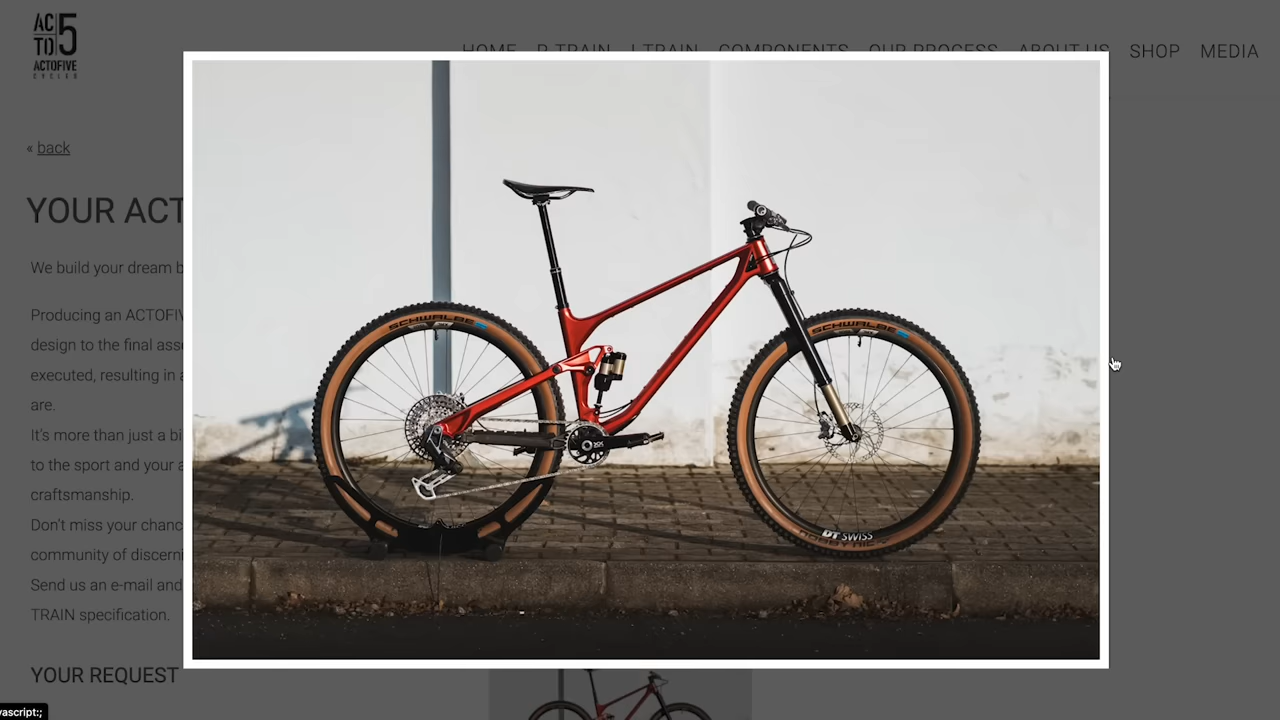 AC 5
TO
ACTOFIVE
CYCLES
HOME P-TRAIN I-TRAIN COMPONENTS OUR PROCESS ABOUT US SHOP MEDIA
« back
YOUR ACT
We build your dream b
Producing an ACTOFIV
design to the final asse
executed, resulting in a
are.
It's more than just a bi
to the sport and your a
craftsmanship.
Don't miss your chanc
community of discerni
Send us an e-mail and
TRAIN specification.
YOUR REQUEST
SCHWALBE
SCHWALBE
DT SWISS
vascript:;